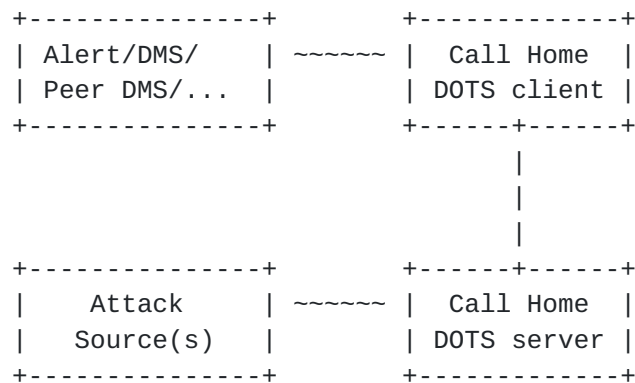 +---------------+       +-------------+
| Alert/DMS/    | ~~~~~~ | Call Home   |
| Peer DMS/...  |       | DOTS client |
+---------------+       +------+------+
                               |
                               |
                               |
+---------------+       +------+------+
|    Attack     | ~~~~~~ | Call Home   |
|   Source(s)   |       | DOTS server |
+---------------+       +-------------+